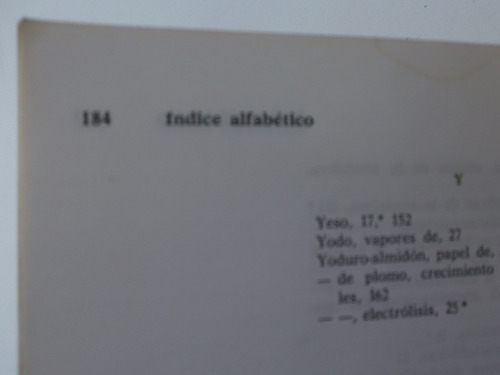 184 Índice alfabético
Y
Yeso, 17,* 152
Yodo, vapores de, 27
Yoduro-almidón, papel de,
— de plomo, crecimiento
les, 162
— —, electrólisis, 25*